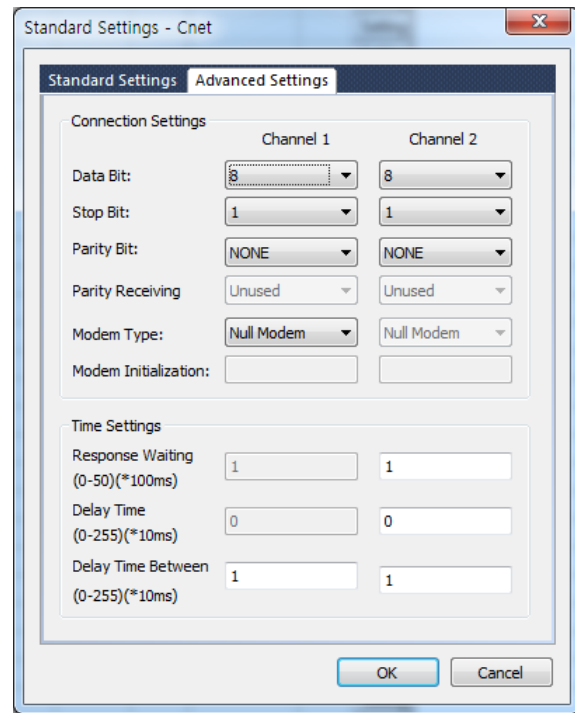 Standard Settings - Cnet
Standard Settings Advanced Settings
Connection Settings
Channel 1 Channel 2
Data Bit: 8 8
Stop Bit: 1 1
Parity Bit: NONE NONE
Parity Receiving Unused Unused
Modem Type: Null Modem Null Modem
Modem Initialization:
Time Settings
Response Waiting
(0-50)(*100ms) 1 1
Delay Time
(0-255)(*10ms) 0 0
Delay Time Between
(0-255)(*10ms) 1 1
OK Cancel